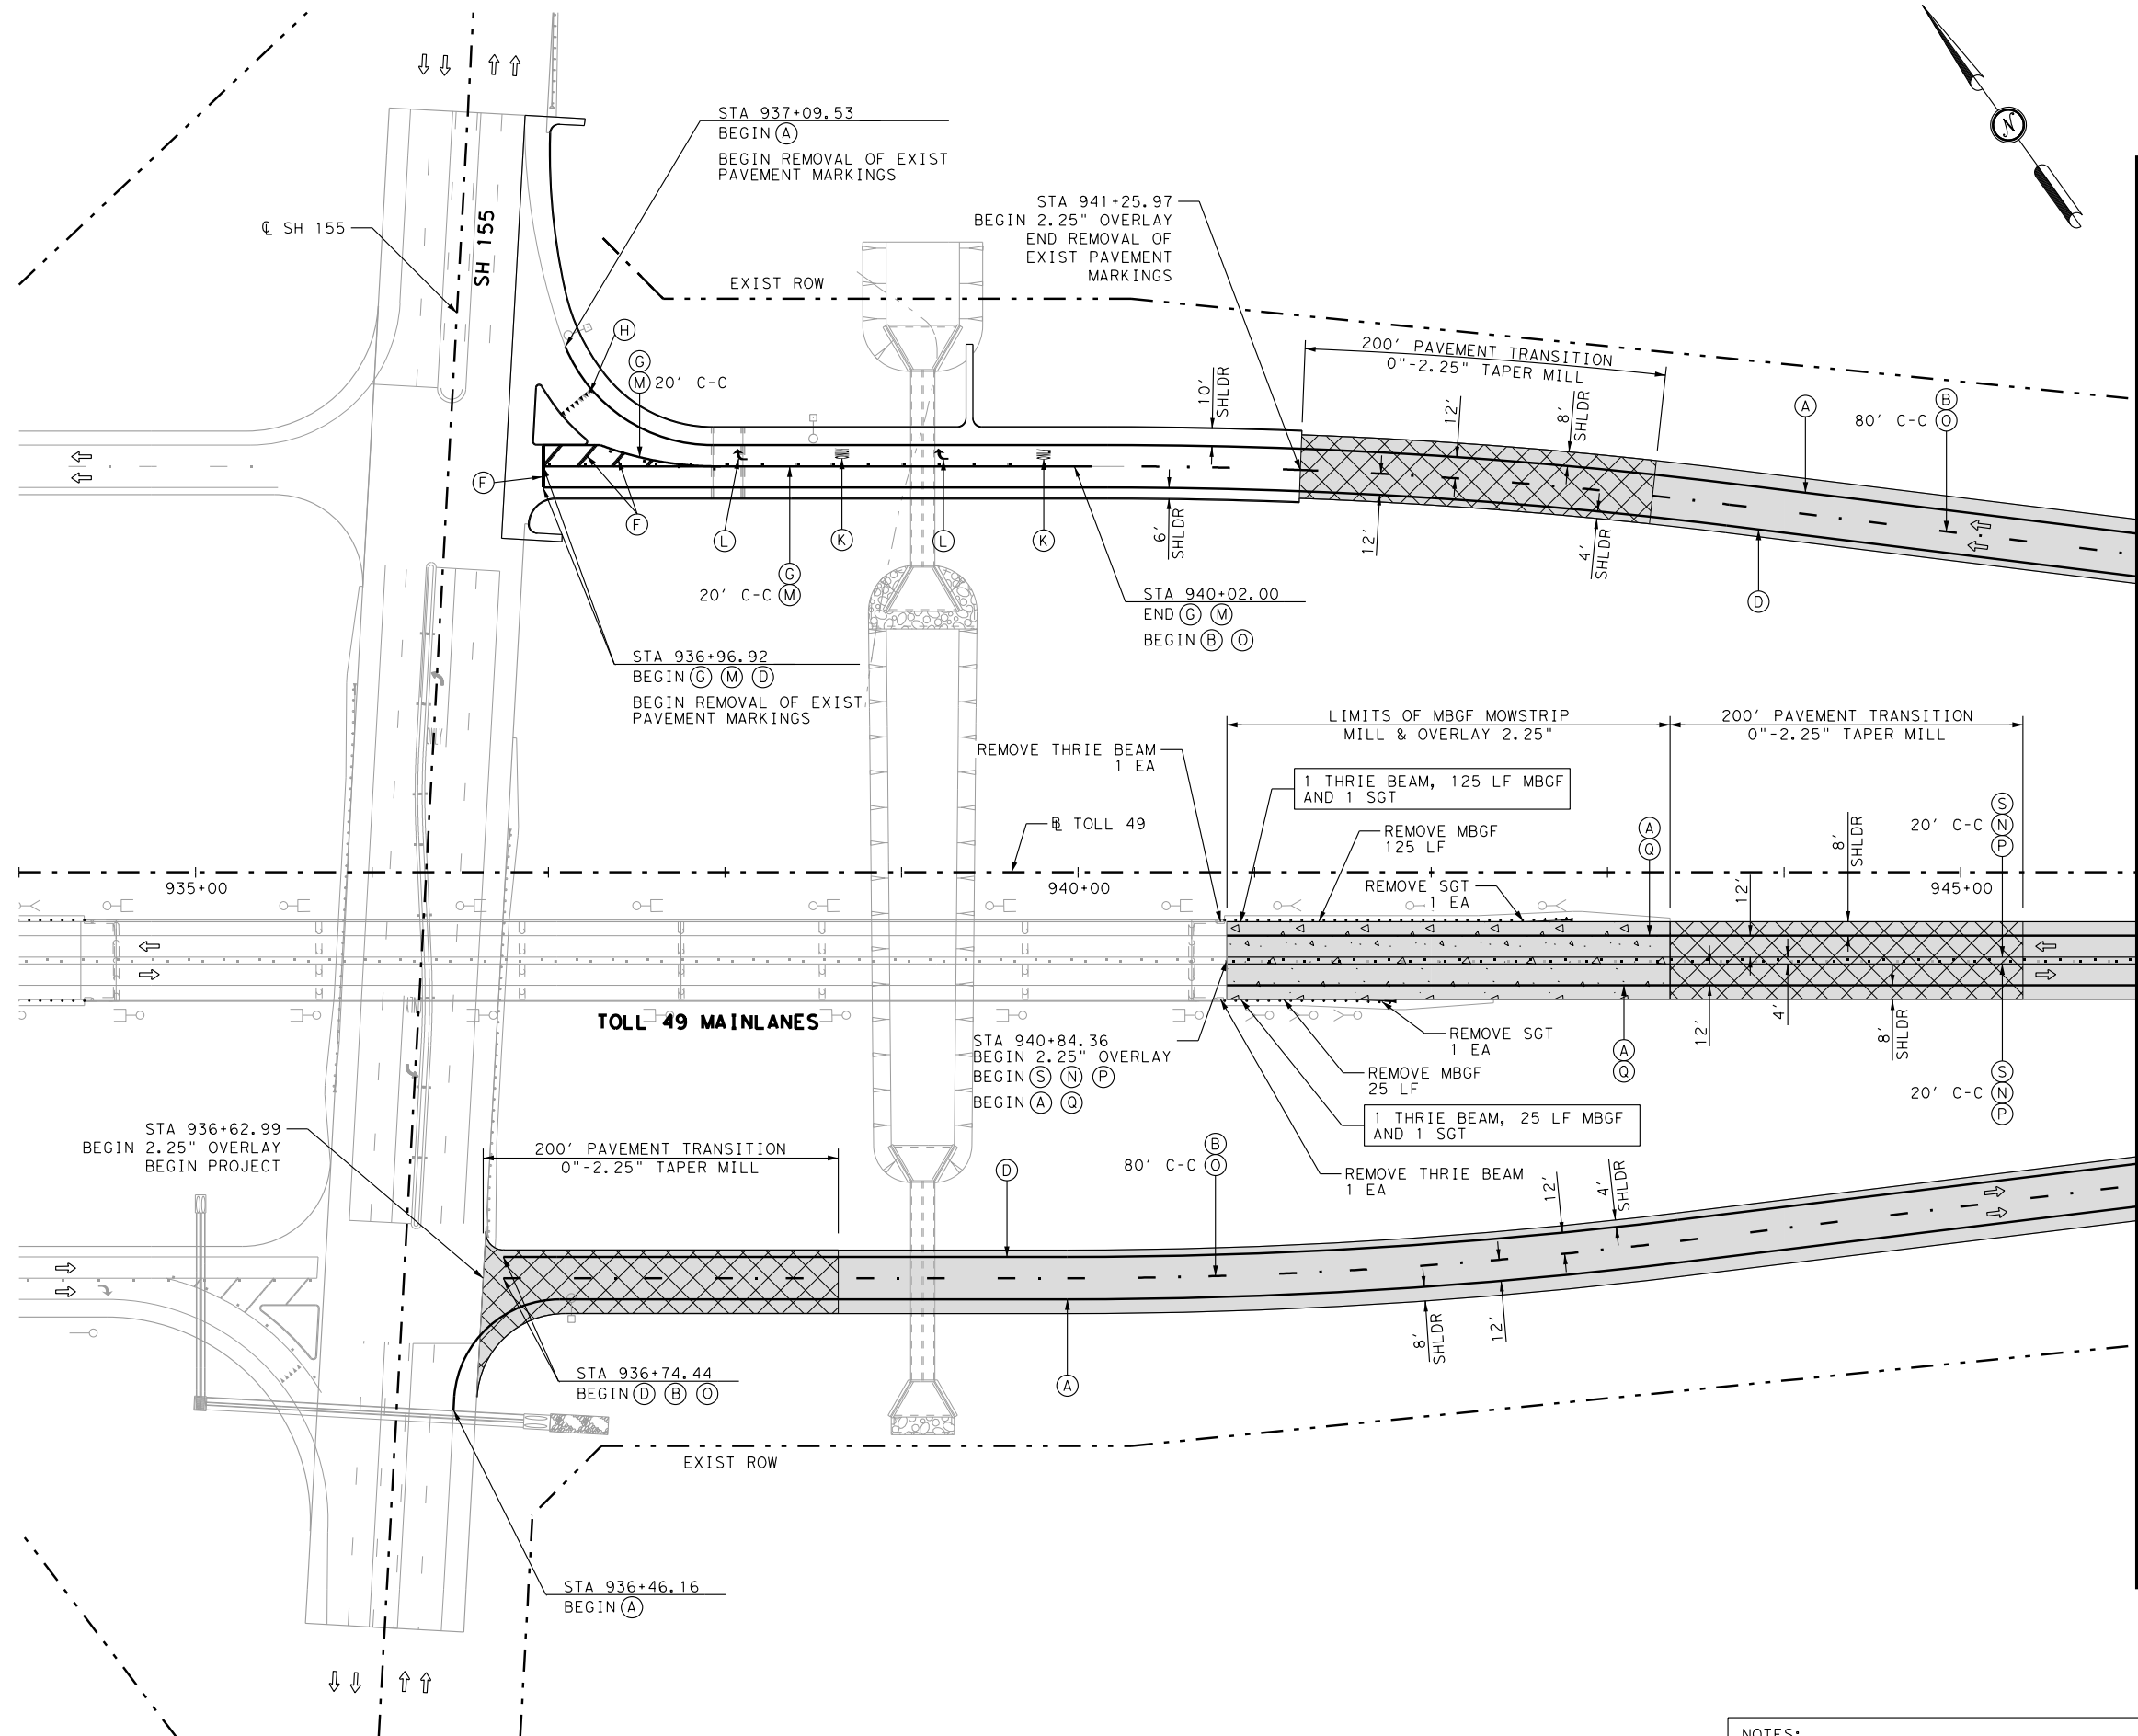 STA 937+09.53
BEGIN A
BEGIN REMOVAL OF EXIST
PAVEMENT MARKINGS
N
STA 941+25.97
BEGIN 2.25" OVERLAY
END REMOVAL OF
EXIST PAVEMENT
MARKINGS
℄ SH 155
SH 155
EXIST ROW
H
G
M 20' C-C
10'
SHLDR
200' PAVEMENT TRANSITION
0"-2.25" TAPER MILL
12'
8'
SHLDR
A
B
80' C-C O
F
F
L
K
L
K
6'
SHLDR
12'
4'
SHLDR
D
G
20' C-C M
STA 940+02.00
END G M
BEGIN B O
STA 936+96.92
BEGIN G M D
BEGIN REMOVAL OF EXIST
PAVEMENT MARKINGS
LIMITS OF MBGF MOWSTRIP
MILL & OVERLAY 2.25"
200' PAVEMENT TRANSITION
0"-2.25" TAPER MILL
REMOVE THRIE BEAM
1 EA
1 THRIE BEAM, 125 LF MBGF
AND 1 SGT
B̲L TOLL 49
REMOVE MBGF
125 LF
A
Q
8'
SHLDR
S
20' C-C N
P
935+00
940+00
945+00
REMOVE SGT
1 EA
12'
TOLL 49 MAINLANES
STA 940+84.36
BEGIN 2.25" OVERLAY
BEGIN S N P
BEGIN A Q
REMOVE SGT
1 EA
REMOVE MBGF
25 LF
A
Q
12'
4'
8'
SHLDR
S
20' C-C N
P
1 THRIE BEAM, 25 LF MBGF
AND 1 SGT
STA 936+62.99
BEGIN 2.25" OVERLAY
BEGIN PROJECT
200' PAVEMENT TRANSITION
0"-2.25" TAPER MILL
D
B
80' C-C O
REMOVE THRIE BEAM
1 EA
12'
4'
SHLDR
8'
SHLDR
12'
STA 936+74.44
BEGIN D B O
A
EXIST ROW
STA 936+46.16
BEGIN A
NOTES: